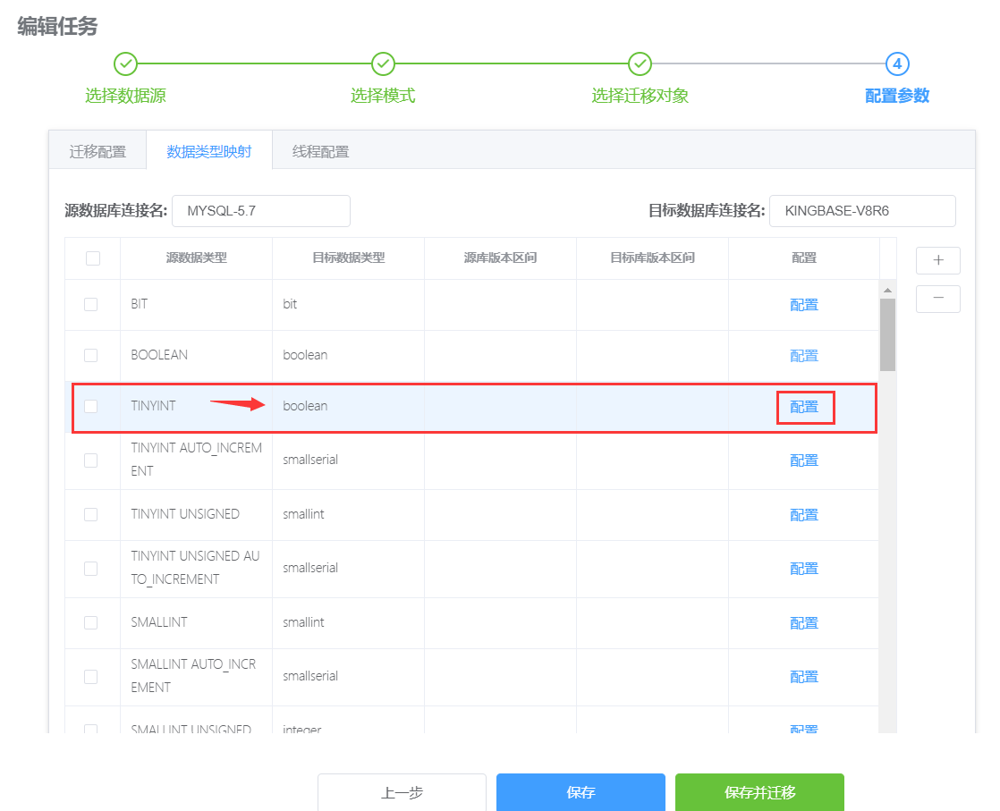 编辑任务
4
选择数据源 选择模式 选择迁移对象 配置参数
迁移配置 数据类型映射 线程配置
源数据库连接名: MYSQL-5.7 目标数据库连接名: KINGBASE-V8R6
源数据类型 目标数据类型 源库版本区间 目标库版本区间 配置
BIT bit 配置
BOOLEAN boolean 配置
TINYINT boolean 配置
TINYINT AUTO_INCREM
ENT
smallserial 配置
TINYINT UNSIGNED smallint 配置
TINYINT UNSIGNED AU
TO_INCREMENT
smallserial 配置
SMALLINT smallint 配置
SMALLINT AUTO_INCR
EMENT
smallserial 配置
SMALLINT UNSIGNED integer 配置
上一步 保存 保存并迁移